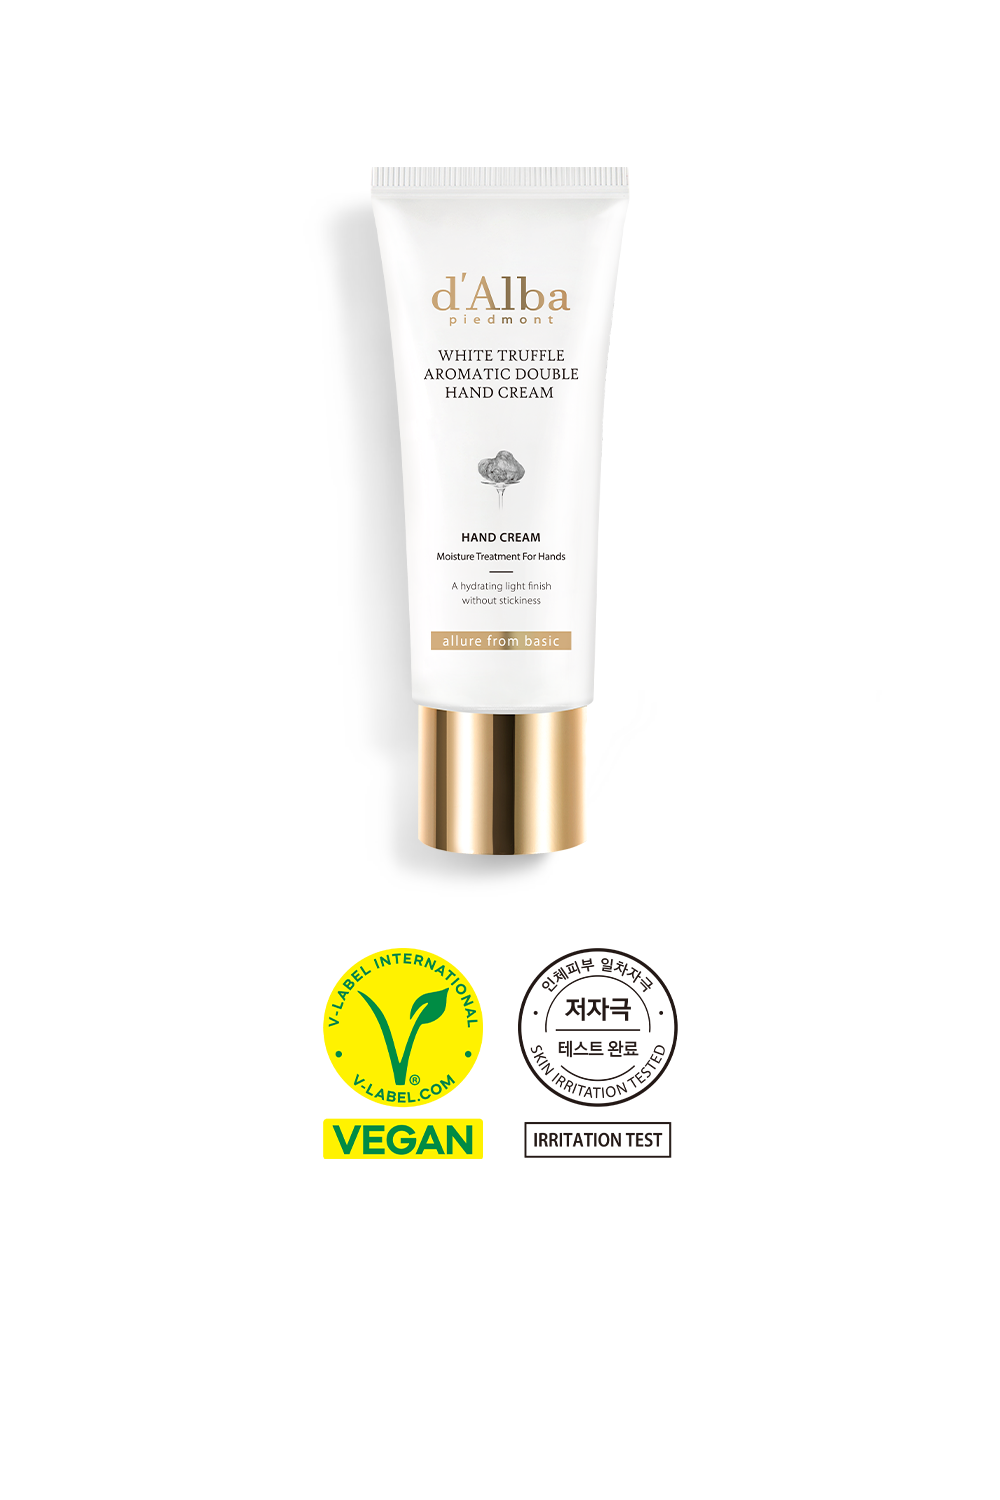 d'Alba
piedmont
WHITE TRUFFLE
AROMATIC DOUBLE
HAND CREAM
HAND CREAM
Moisture Treatment For Hands
A hydrating light finish
without stickiness
allure from basic
V-LABEL INTERNATIONAL
V-LABEL.COM
®
VEGAN
인체피부 일차자극
저자극
테스트 완료
SKIN IRRITATION TESTED
IRRITATION TEST